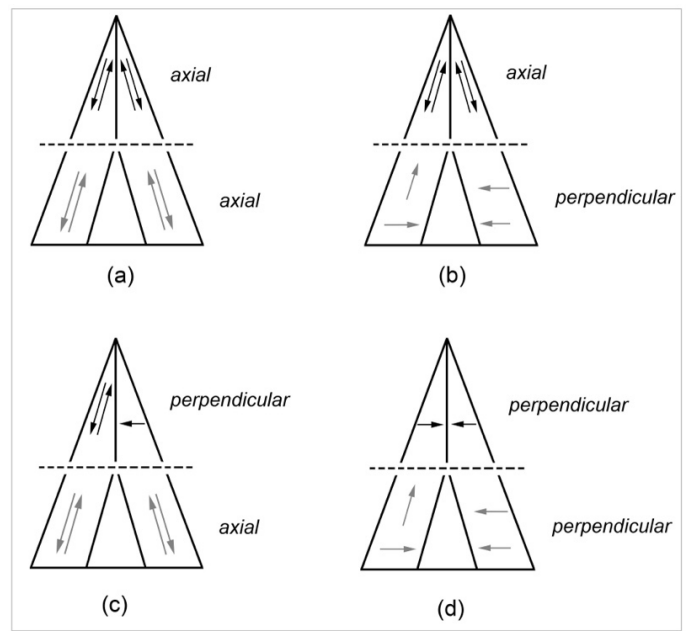 axial
axial
axial
perpendicular
(a)
(b)
perpendicular
perpendicular
axial
perpendicular
(c)
(d)